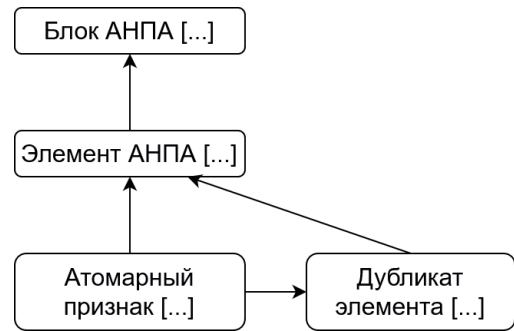 Блок АНПА [...]
Элемент АНПА [...]
Атомарный
признак [...]
Дубликат
элемента [...]